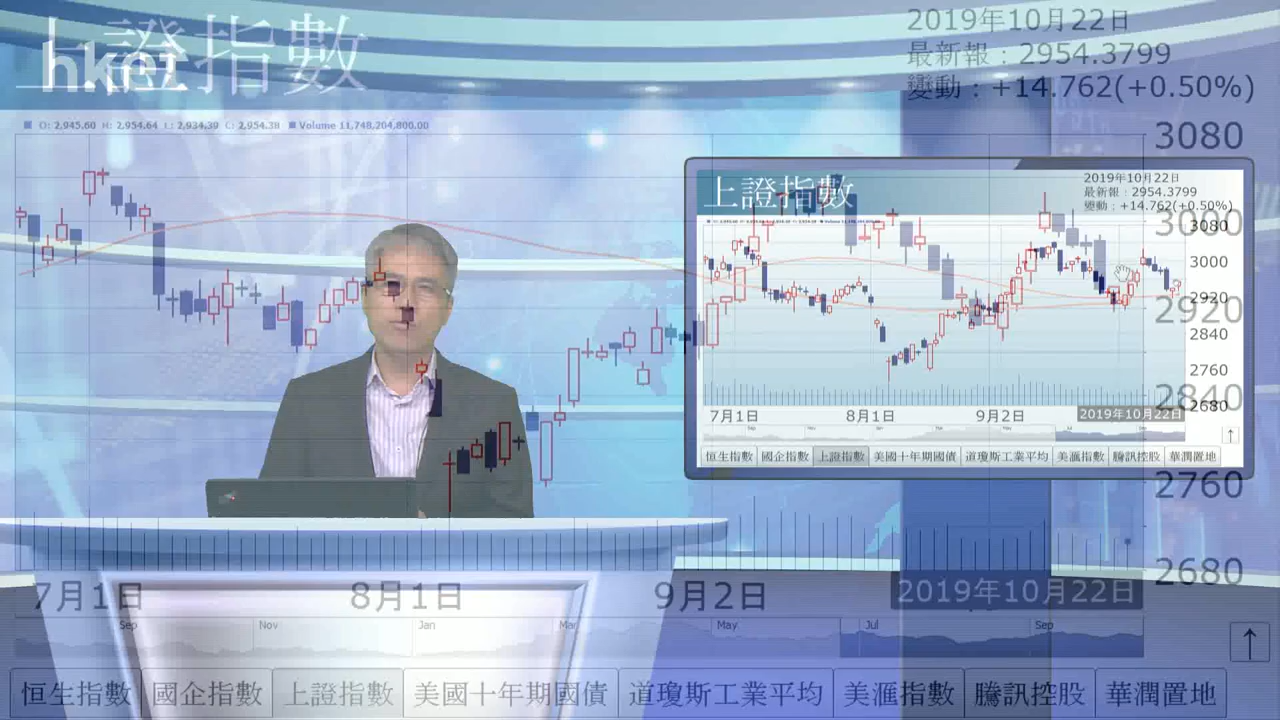 上證指數
hket
2019年10月22日
最新報：2954.3799
變動：+14.762(+0.50%)
O: 2,945.60 H: 2,954.64 L: 2,934.39 C: 2,954.38 Volume 11,748,204,800.00
3080
3000
2920
2840
2760
2680
7月1日
8月1日
9月2日
2019年10月22日
Sep
Nov
Jan
Mar
May
Jul
Sep
恒生指數
國企指數
上證指數
美國十年期國債
道瓊斯工業平均
美滙指數
騰訊控股
華潤置地
上證指數
2019年10月22日
最新報：2954.3799
變動：+14.762(+0.50%)
3080
3000
2920
2840
2760
2680
7月1日
8月1日
9月2日
2019年10月22日
恒生指數
國企指數
上證指數
美國十年期國債
道瓊斯工業平均
美滙指數
騰訊控股
華潤置地